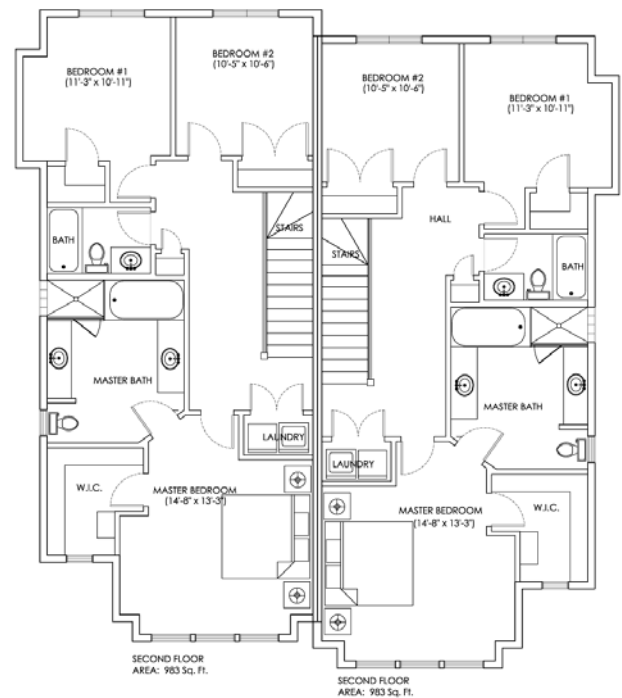 BEDROOM #1
(11'-3" x 10'-11")
BEDROOM #2
(10'-5" x 10'-6")
BATH
STAIRS
MASTER BATH
LAUNDRY
W.I.C.
MASTER BEDROOM
(14'-8" x 13'-3")
SECOND FLOOR
AREA: 983 Sq. Ft.
BEDROOM #2
(10'-5" x 10'-6")
BEDROOM #1
(11'-3" x 10'-11")
HALL
STAIRS
BATH
MASTER BATH
LAUNDRY
W.I.C.
MASTER BEDROOM
(14'-8" x 13'-3")
SECOND FLOOR
AREA: 983 Sq. Ft.